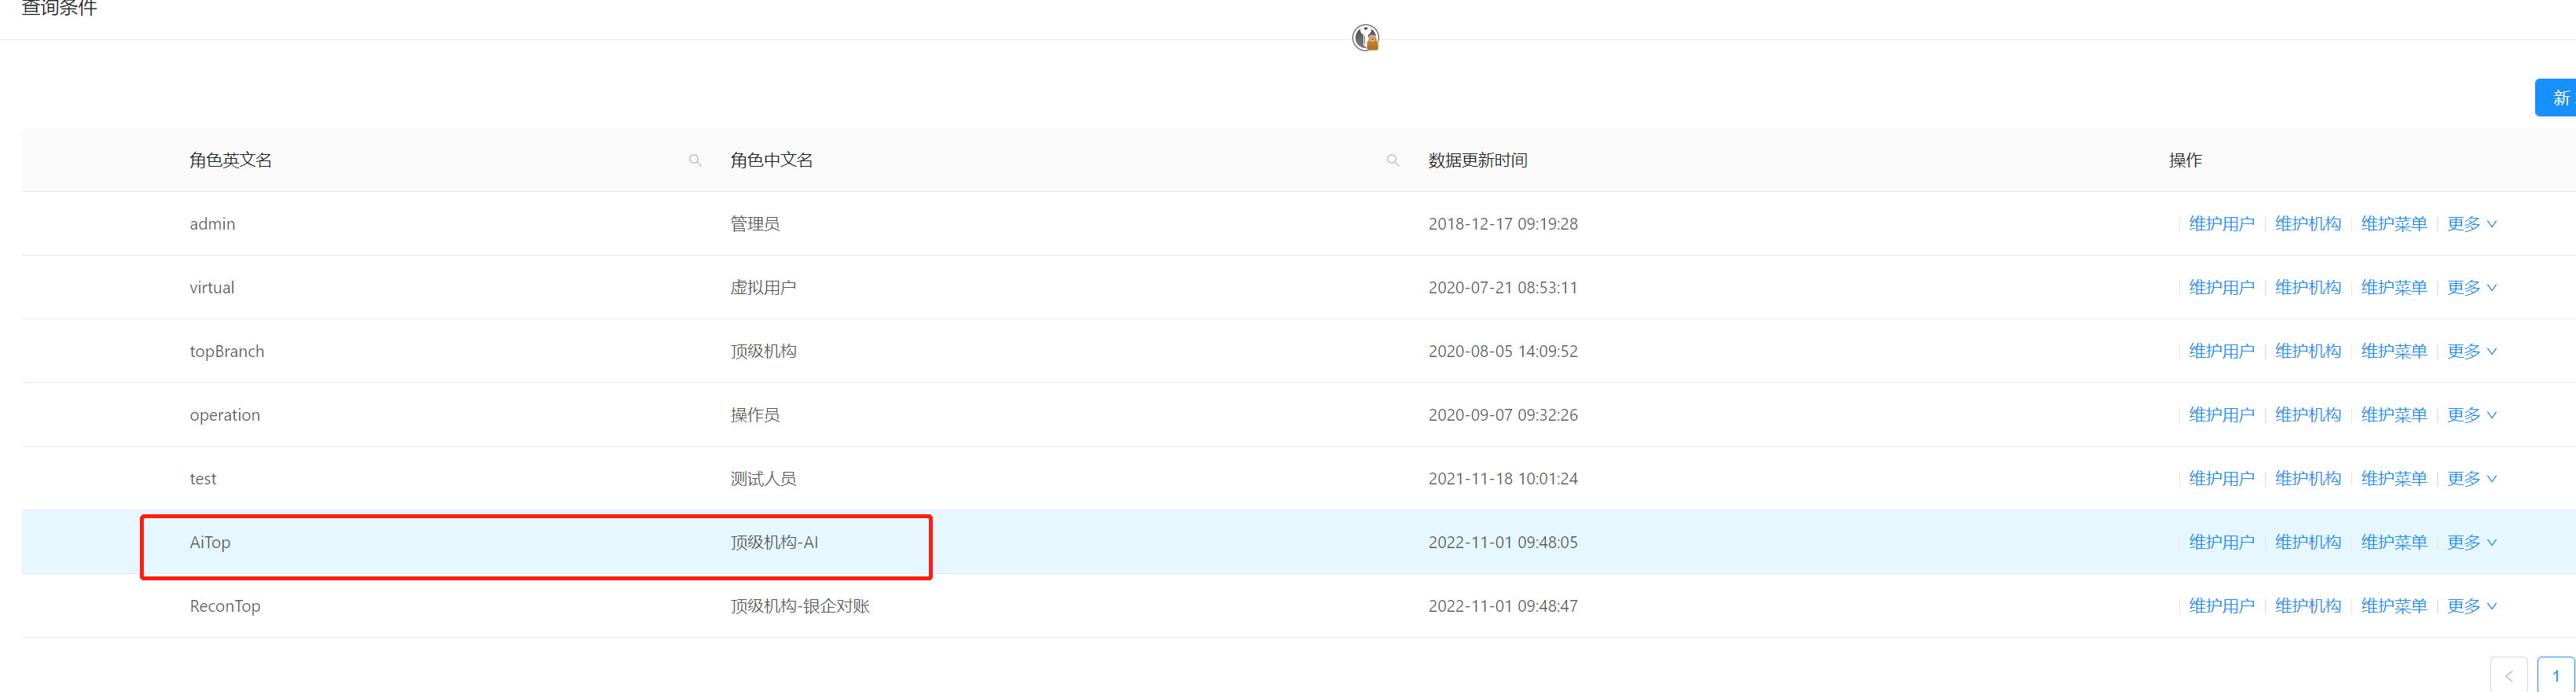 查询条件
新
角色英文名 角色中文名 数据更新时间 操作
admin 管理员 2018-12-17 09:19:28 维护用户 维护机构 维护菜单 更多
virtual 虚拟用户 2020-07-21 08:53:11 维护用户 维护机构 维护菜单 更多
topBranch 顶级机构 2020-08-05 14:09:52 维护用户 维护机构 维护菜单 更多
operation 操作员 2020-09-07 09:32:26 维护用户 维护机构 维护菜单 更多
test 测试人员 2021-11-18 10:01:24 维护用户 维护机构 维护菜单 更多
AiTop 顶级机构-AI 2022-11-01 09:48:05 维护用户 维护机构 维护菜单 更多
ReconTop 顶级机构-银企对账 2022-11-01 09:48:47 维护用户 维护机构 维护菜单 更多
1